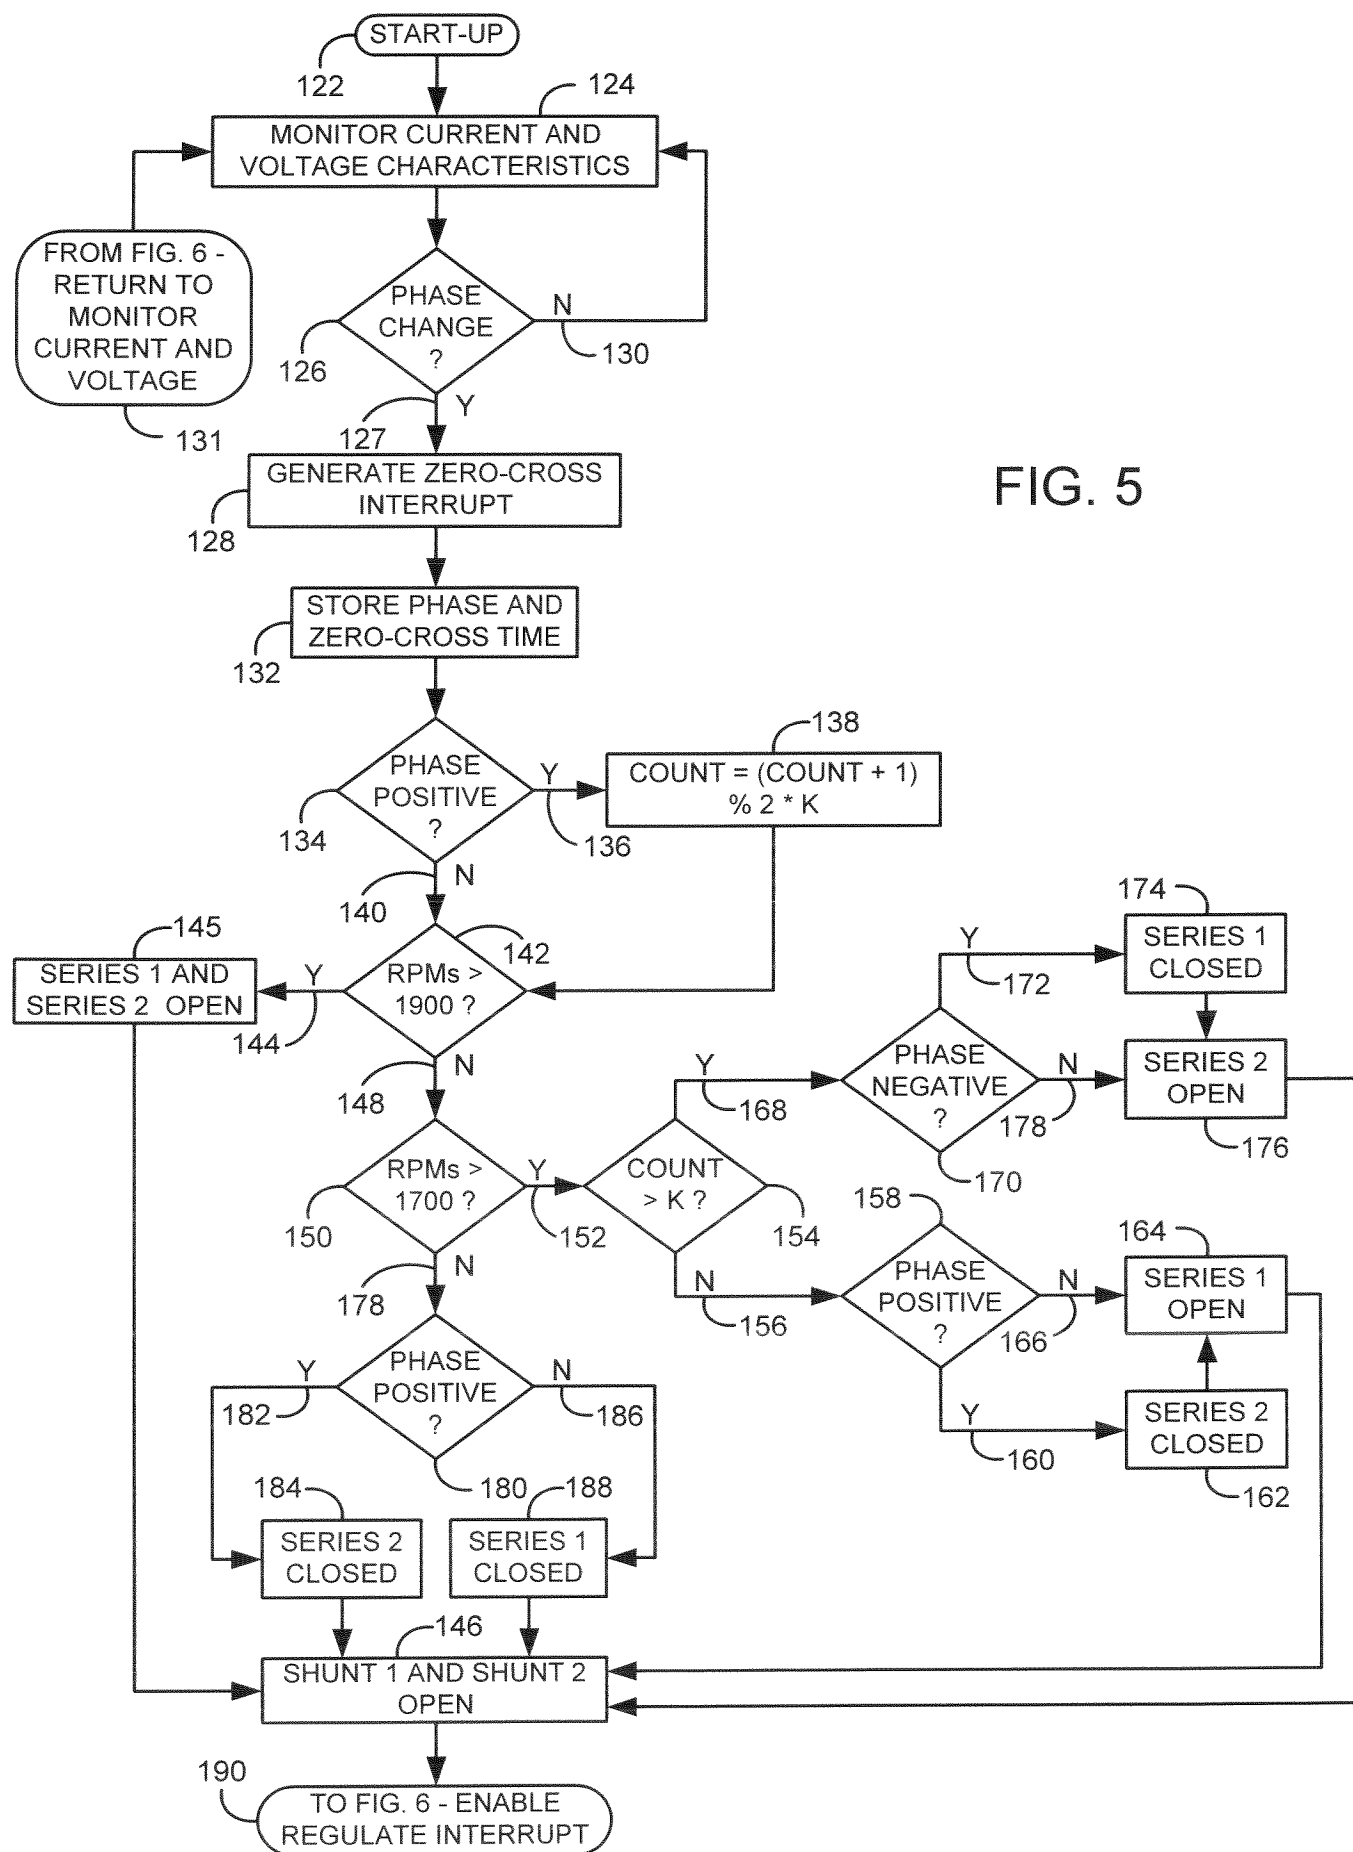 START-UP
122
124
MONITOR CURRENT AND
VOLTAGE CHARACTERISTICS
FROM FIG. 6 -
RETURN TO
MONITOR
CURRENT AND
VOLTAGE
131
PHASE
CHANGE
?
126
N
130
127
Y
GENERATE ZERO-CROSS
INTERRUPT
128
FIG. 5
STORE PHASE AND
ZERO-CROSS TIME
132
PHASE
POSITIVE
?
134
Y
136
138
COUNT = (COUNT + 1)
% 2 * K
N
140
142
RPMs >
1900 ?
Y
144
145
SERIES 1 AND
SERIES 2 OPEN
N
148
RPMs >
1700 ?
150
Y
152
COUNT
> K ?
154
Y
168
PHASE
NEGATIVE
?
170
Y
172
174
SERIES 1
CLOSED
N
178
SERIES 2
OPEN
176
N
156
158
PHASE
POSITIVE
?
N
166
164
SERIES 1
OPEN
Y
160
SERIES 2
CLOSED
162
N
178
PHASE
POSITIVE
?
180
Y
182
N
186
184
SERIES 2
CLOSED
188
SERIES 1
CLOSED
146
SHUNT 1 AND SHUNT 2
OPEN
190
TO FIG. 6 - ENABLE
REGULATE INTERRUPT